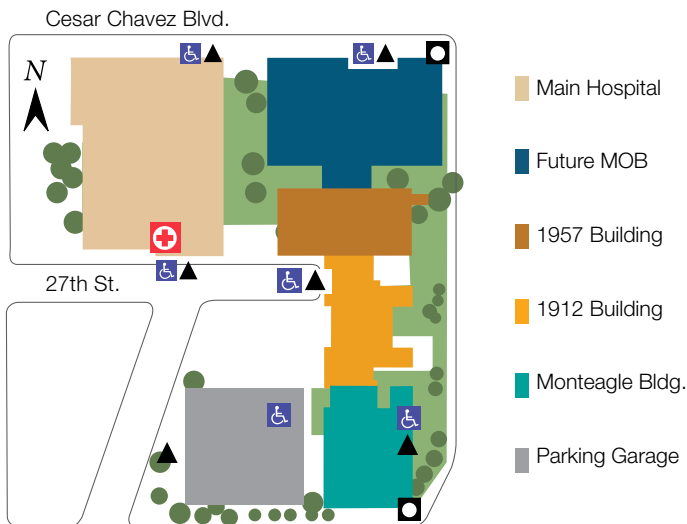 Cesar Chavez Blvd.
N
27th St.
Main Hospital
Future MOB
1957 Building
1912 Building
Monteagle Bldg.
Parking Garage